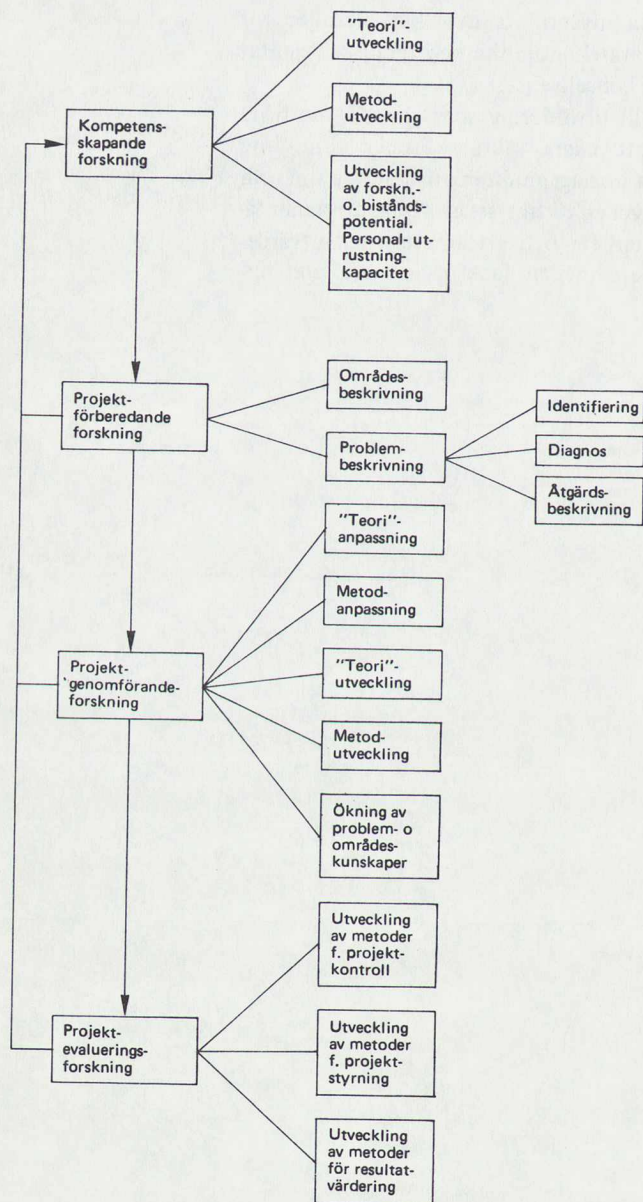 "Teori"-
utveckling
Kompetens-
skapande
forskning
Metod-
utveckling
Utveckling
av forskn.-
o. bistånds-
potential.
Personal- ut-
rustning-
kapacitet
Projekt-
förberedande
forskning
Områdes-
beskrivning
Problem-
beskrivning
Identifiering
Diagnos
Åtgärds-
beskrivning
"Teori"-
anpassning
Metod-
anpassning
Projekt-
genomförande-
forskning
"Teori"-
utveckling
Metod-
utveckling
Ökning av
problem- o
områdes-
kunskaper
Utveckling
av metoder
f. projekt-
kontroll
Projekt-
evaluerings-
forskning
Utveckling
av metoder
f. projekt-
styrning
Utveckling
av metoder
för resultat-
värdering